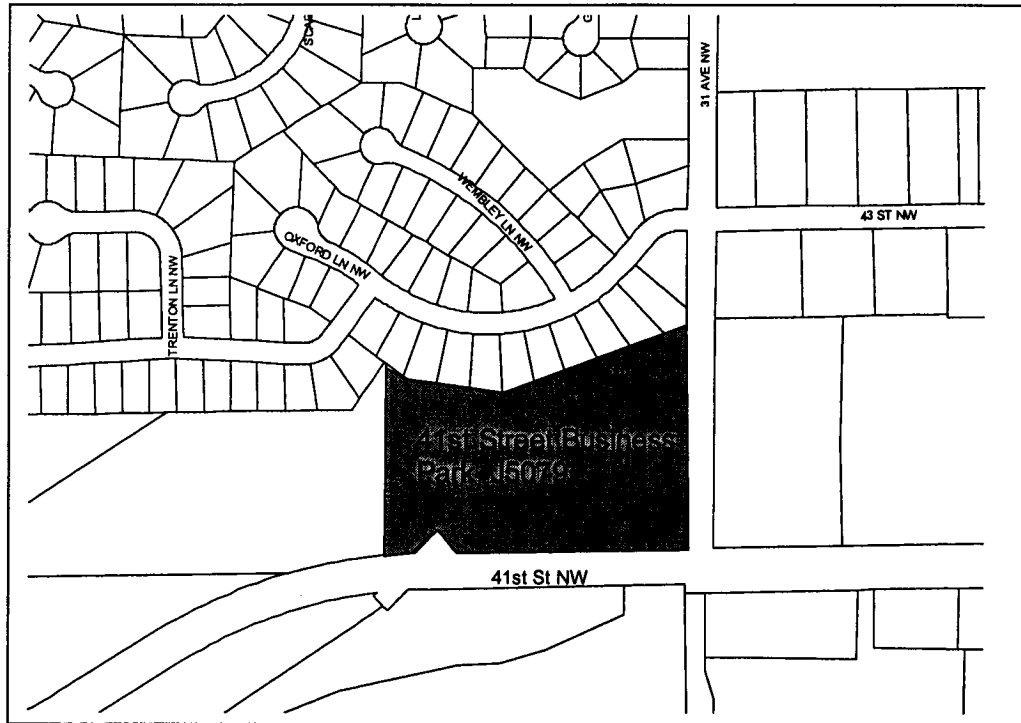 SCAR
L
G
31 AVE NW
43 ST NW
WEMBLEY LN NW
OXFORD LN NW
TRENTON LN NW
41st Street Business
Park J5079
41st St NW